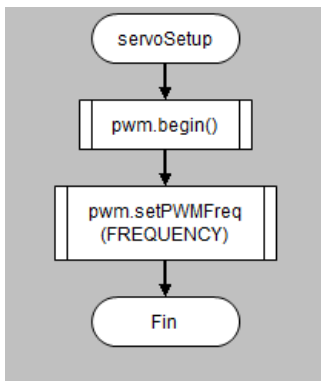 servoSetup
pwm.begin()
pwm.setPWMFreq
(FREQUENCY)
Fin